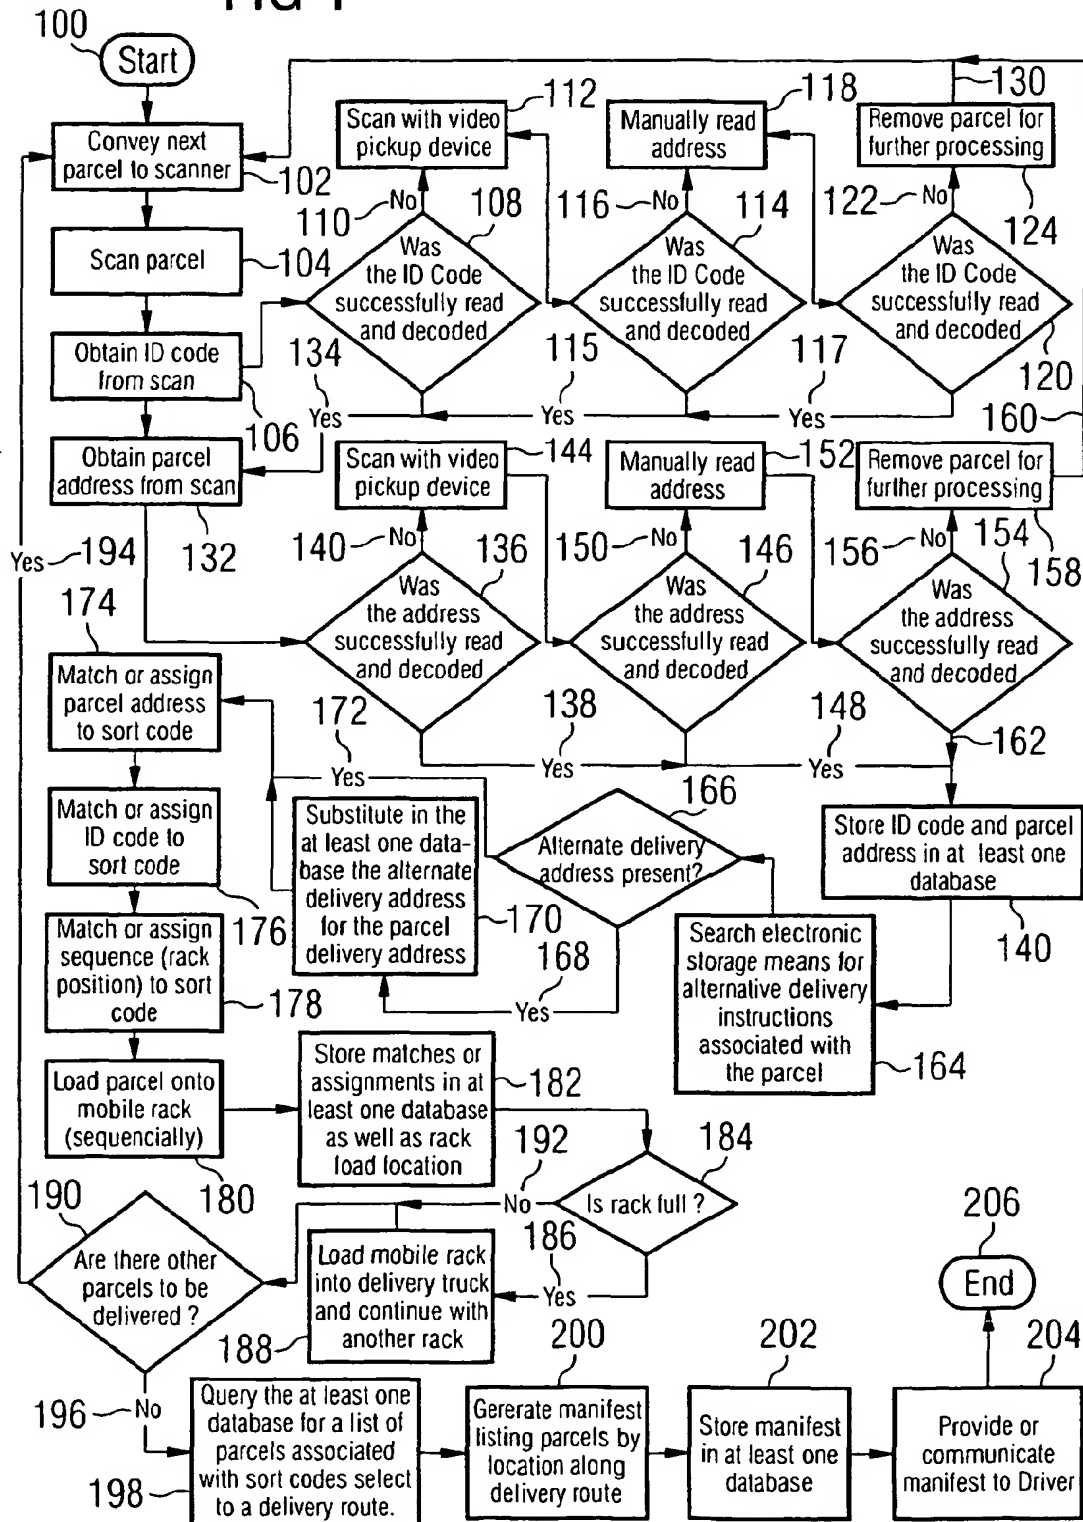 FIG 1
100
Start
Convey next
parcel to scanner
102
Scan parcel
104
Obtain ID code
from scan
106
Obtain parcel
address from scan
132
Scan with video
pickup device
112
110
No
108
Was
the ID Code
successfully read
and decoded
Manually read
address
118
116
No
114
Was
the ID Code
successfully read
and decoded
130
Remove parcel for
further processing
124
122
No
Was
the ID Code
successfully read
and decoded
120
134
Yes
115
Yes
117
Yes
160
Scan with video
pickup device
144
140
No
136
Was
the address
successfully read
and decoded
Manually read
address
152
150
No
146
Was
the address
successfully read
and decoded
Remove parcel for
further processing
158
156
No
154
Was
the address
successfully read
and decoded
Yes
194
138
Yes
148
Yes
162
174
Match or assign
parcel address
to sort code
172
Yes
Match or assign
ID code to
sort code
176
Match or assign
sequence (rack
position) to sort
code
178
Load parcel onto
mobile rack
(sequencially)
180
Substitute in the
at least one data-
base the alternate
delivery address
for the parcel
delivery address
170
166
Alternate delivery
address present?
168
Yes
Store ID code and parcel
address in at least one
database
140
Search electronic
storage means for
alternative delivery
instructions
associated with
the parcel
164
Store matches or
assignments in at
least one database
as well as rack
load location
182
184
Is rack full ?
192
No
186
Yes
Load mobile rack
into delivery truck
and continue with
another rack
188
190
Are there other
parcels to be
delivered ?
196
No
Query the at least one
database for a list of
parcels associated
with sort codes select
to a delivery route.
198
200
Gererate manifest
listing parcels by
location along
delivery route
202
Store manifest
in at least one
database
204
Provide or
communicate
manifest to Driver
206
End